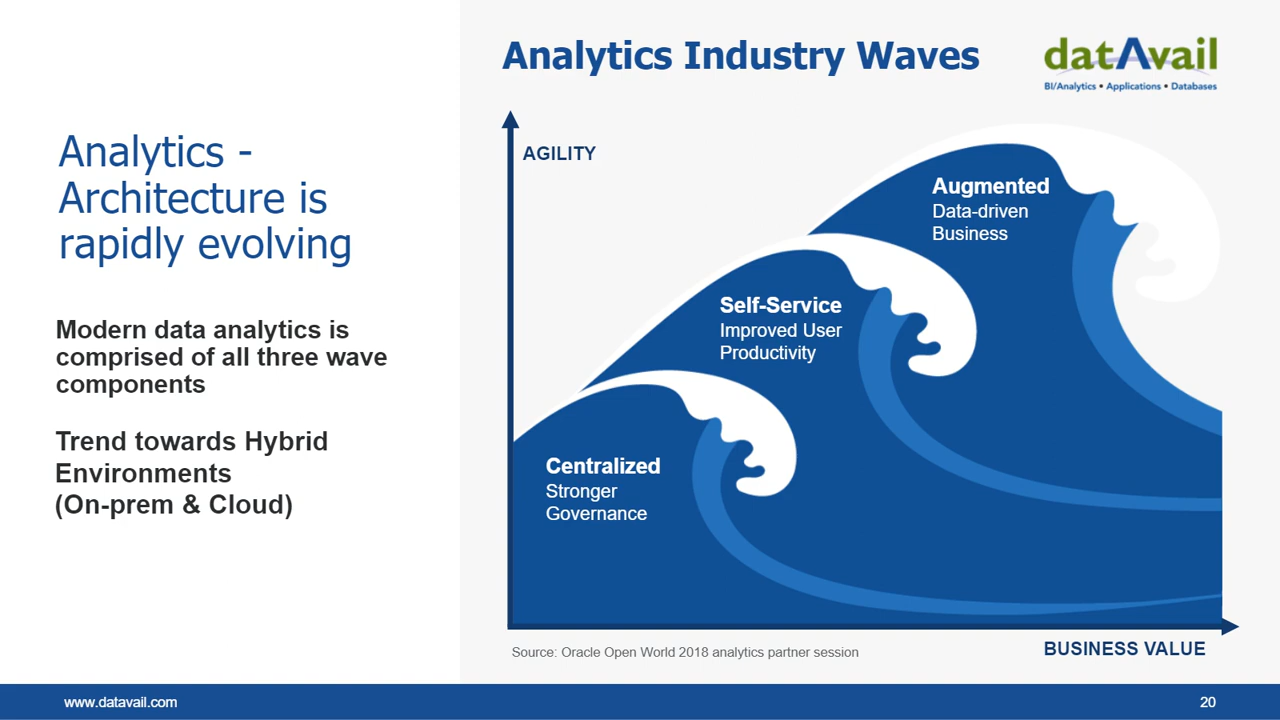 Analytics -
Architecture is
rapidly evolving
Modern data analytics is
comprised of all three wave
components
Trend towards Hybrid
Environments
(On-prem & Cloud)
Analytics Industry Waves
datAvail
BI/Analytics • Applications • Databases
AGILITY
Augmented
Data-driven
Business
Self-Service
Improved User
Productivity
Centralized
Stronger
Governance
BUSINESS VALUE
Source: Oracle Open World 2018 analytics partner session
www.datavail.com
20